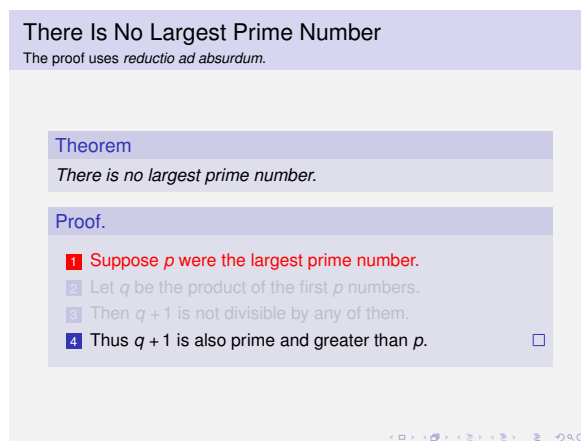 There Is No Largest Prime Number
The proof uses reductio ad absurdum.
Theorem
There is no largest prime number.
Proof.
1 Suppose p were the largest prime number.
2 Let q be the product of the first p numbers.
3 Then q + 1 is not divisible by any of them.
4 Thus q + 1 is also prime and greater than p. □